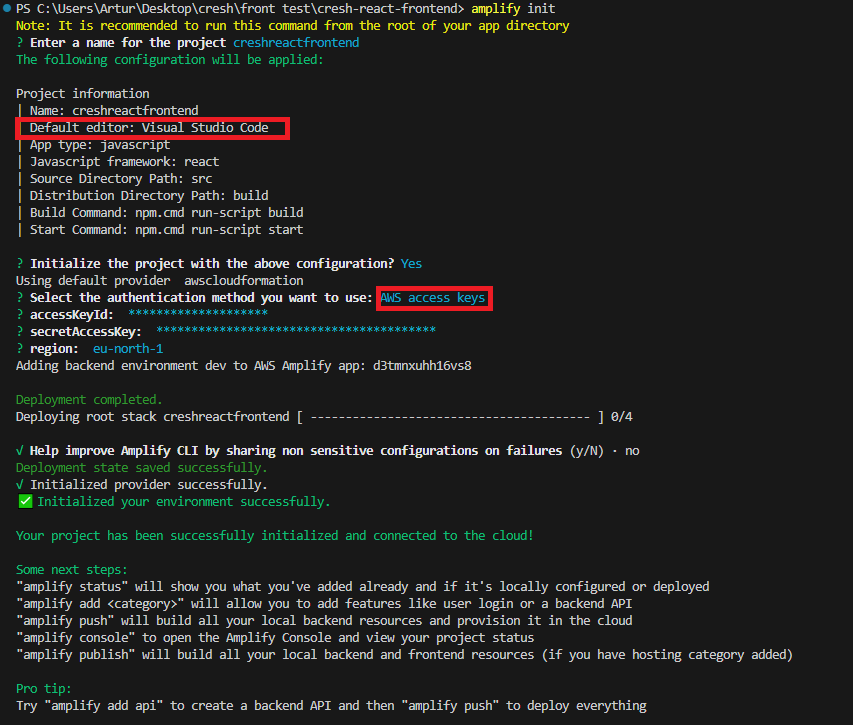 PS C:\Users\Artur\Desktop\cresh\front test\cresh-react-frontend> amplify init
Note: It is recommended to run this command from the root of your app directory
? Enter a name for the project creshreactfrontend
The following configuration will be applied:
Project information
| Name: creshreactfrontend
| Default editor: Visual Studio Code
| App type: javascript
| Javascript framework: react
| Source Directory Path: src
| Distribution Directory Path: build
| Build Command: npm.cmd run-script build
| Start Command: npm.cmd run-script start
? Initialize the project with the above configuration? Yes
Using default provider  awscloudformation
? Select the authentication method you want to use: AWS access keys
? accessKeyId:  ********************
? secretAccessKey:  ****************************************
? region:  eu-north-1
Adding backend environment dev to AWS Amplify app: d3tmnxuhh16vs8
Deployment completed.
Deploying root stack creshreactfrontend [ ---------------------------------------- ] 0/4
√ Help improve Amplify CLI by sharing non sensitive configurations on failures (y/N) · no
Deployment state saved successfully.
√ Initialized provider successfully.
✅ Initialized your environment successfully.
Your project has been successfully initialized and connected to the cloud!
Some next steps:
"amplify status" will show you what you've added already and if it's locally configured or deployed
"amplify add <category>" will allow you to add features like user login or a backend API
"amplify push" will build all your local backend resources and provision it in the cloud
"amplify console" to open the Amplify Console and view your project status
"amplify publish" will build all your local backend and frontend resources (if you have hosting category added)
Pro tip:
Try "amplify add api" to create a backend API and then "amplify push" to deploy everything